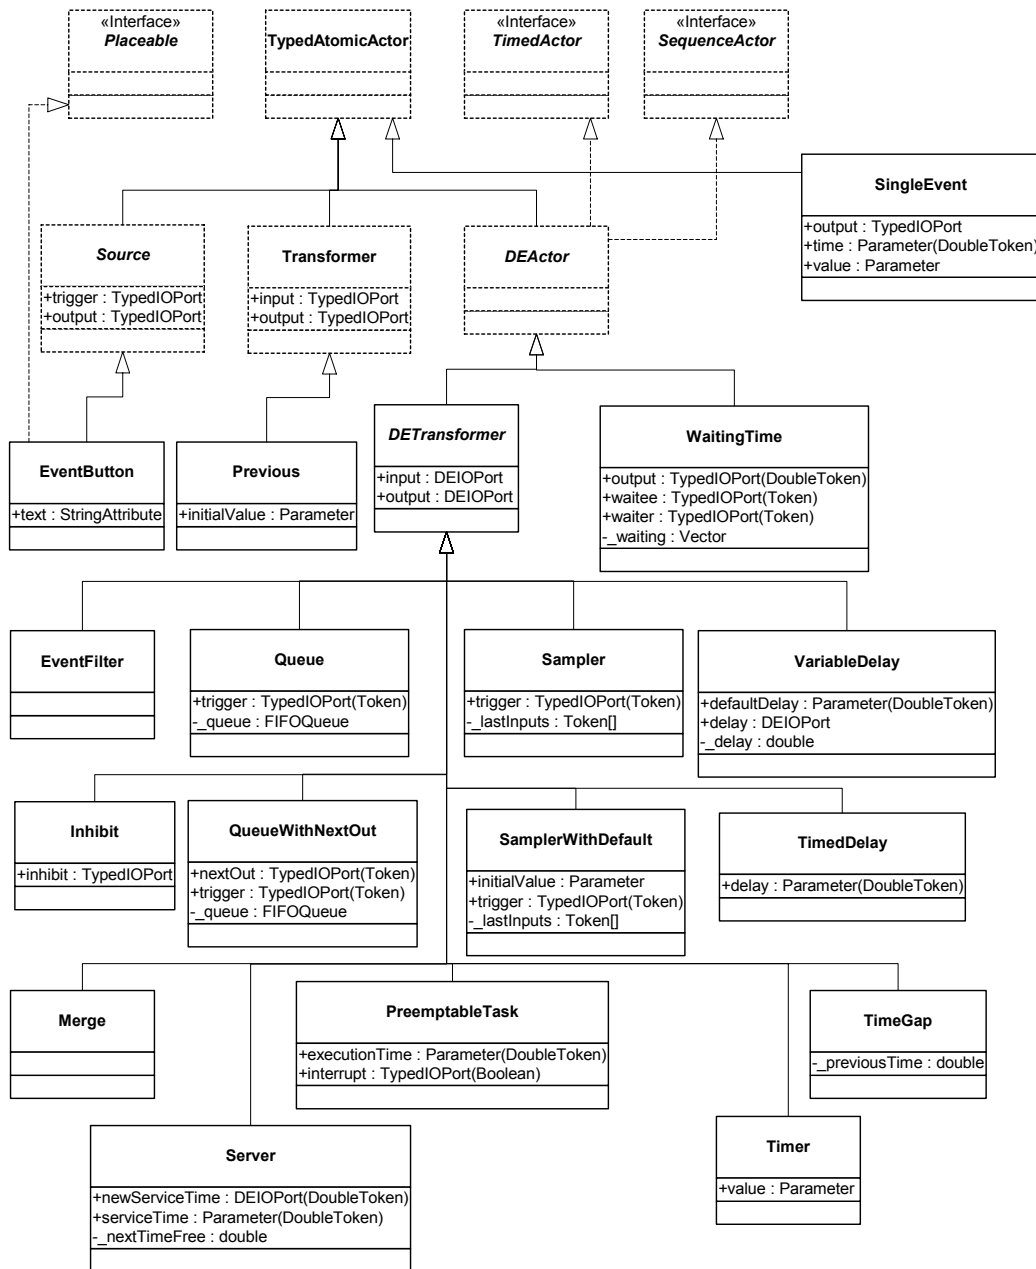 «Interface»
Placeable
TypedAtomicActor
«Interface»
TimedActor
«Interface»
SequenceActor
SingleEvent
+output : TypedIOPort
+time : Parameter(DoubleToken)
+value : Parameter
Source
+trigger : TypedIOPort
+output : TypedIOPort
Transformer
+input : TypedIOPort
+output : TypedIOPort
DEActor
EventButton
+text : StringAttribute
Previous
+initialValue : Parameter
DETransformer
+input : DEIOPort
+output : DEIOPort
WaitingTime
+output : TypedIOPort(DoubleToken)
+waitee : TypedIOPort(Token)
+waiter : TypedIOPort(Token)
-_waiting : Vector
EventFilter
Queue
+trigger : TypedIOPort(Token)
-_queue : FIFOQueue
Sampler
+trigger : TypedIOPort(Token)
-_lastInputs : Token[]
VariableDelay
+defaultDelay : Parameter(DoubleToken)
+delay : DEIOPort
-_delay : double
Inhibit
+inhibit : TypedIOPort
QueueWithNextOut
+nextOut : TypedIOPort(Token)
+trigger : TypedIOPort(Token)
-_queue : FIFOQueue
SamplerWithDefault
+initialValue : Parameter
+trigger : TypedIOPort(Token)
-_lastInputs : Token[]
TimedDelay
+delay : Parameter(DoubleToken)
Merge
PreemptableTask
+executionTime : Parameter(DoubleToken)
+interrupt : TypedIOPort(Boolean)
TimeGap
-_previousTime : double
Server
+newServiceTime : DEIOPort(DoubleToken)
+serviceTime : Parameter(DoubleToken)
-_nextTimeFree : double
Timer
+value : Parameter